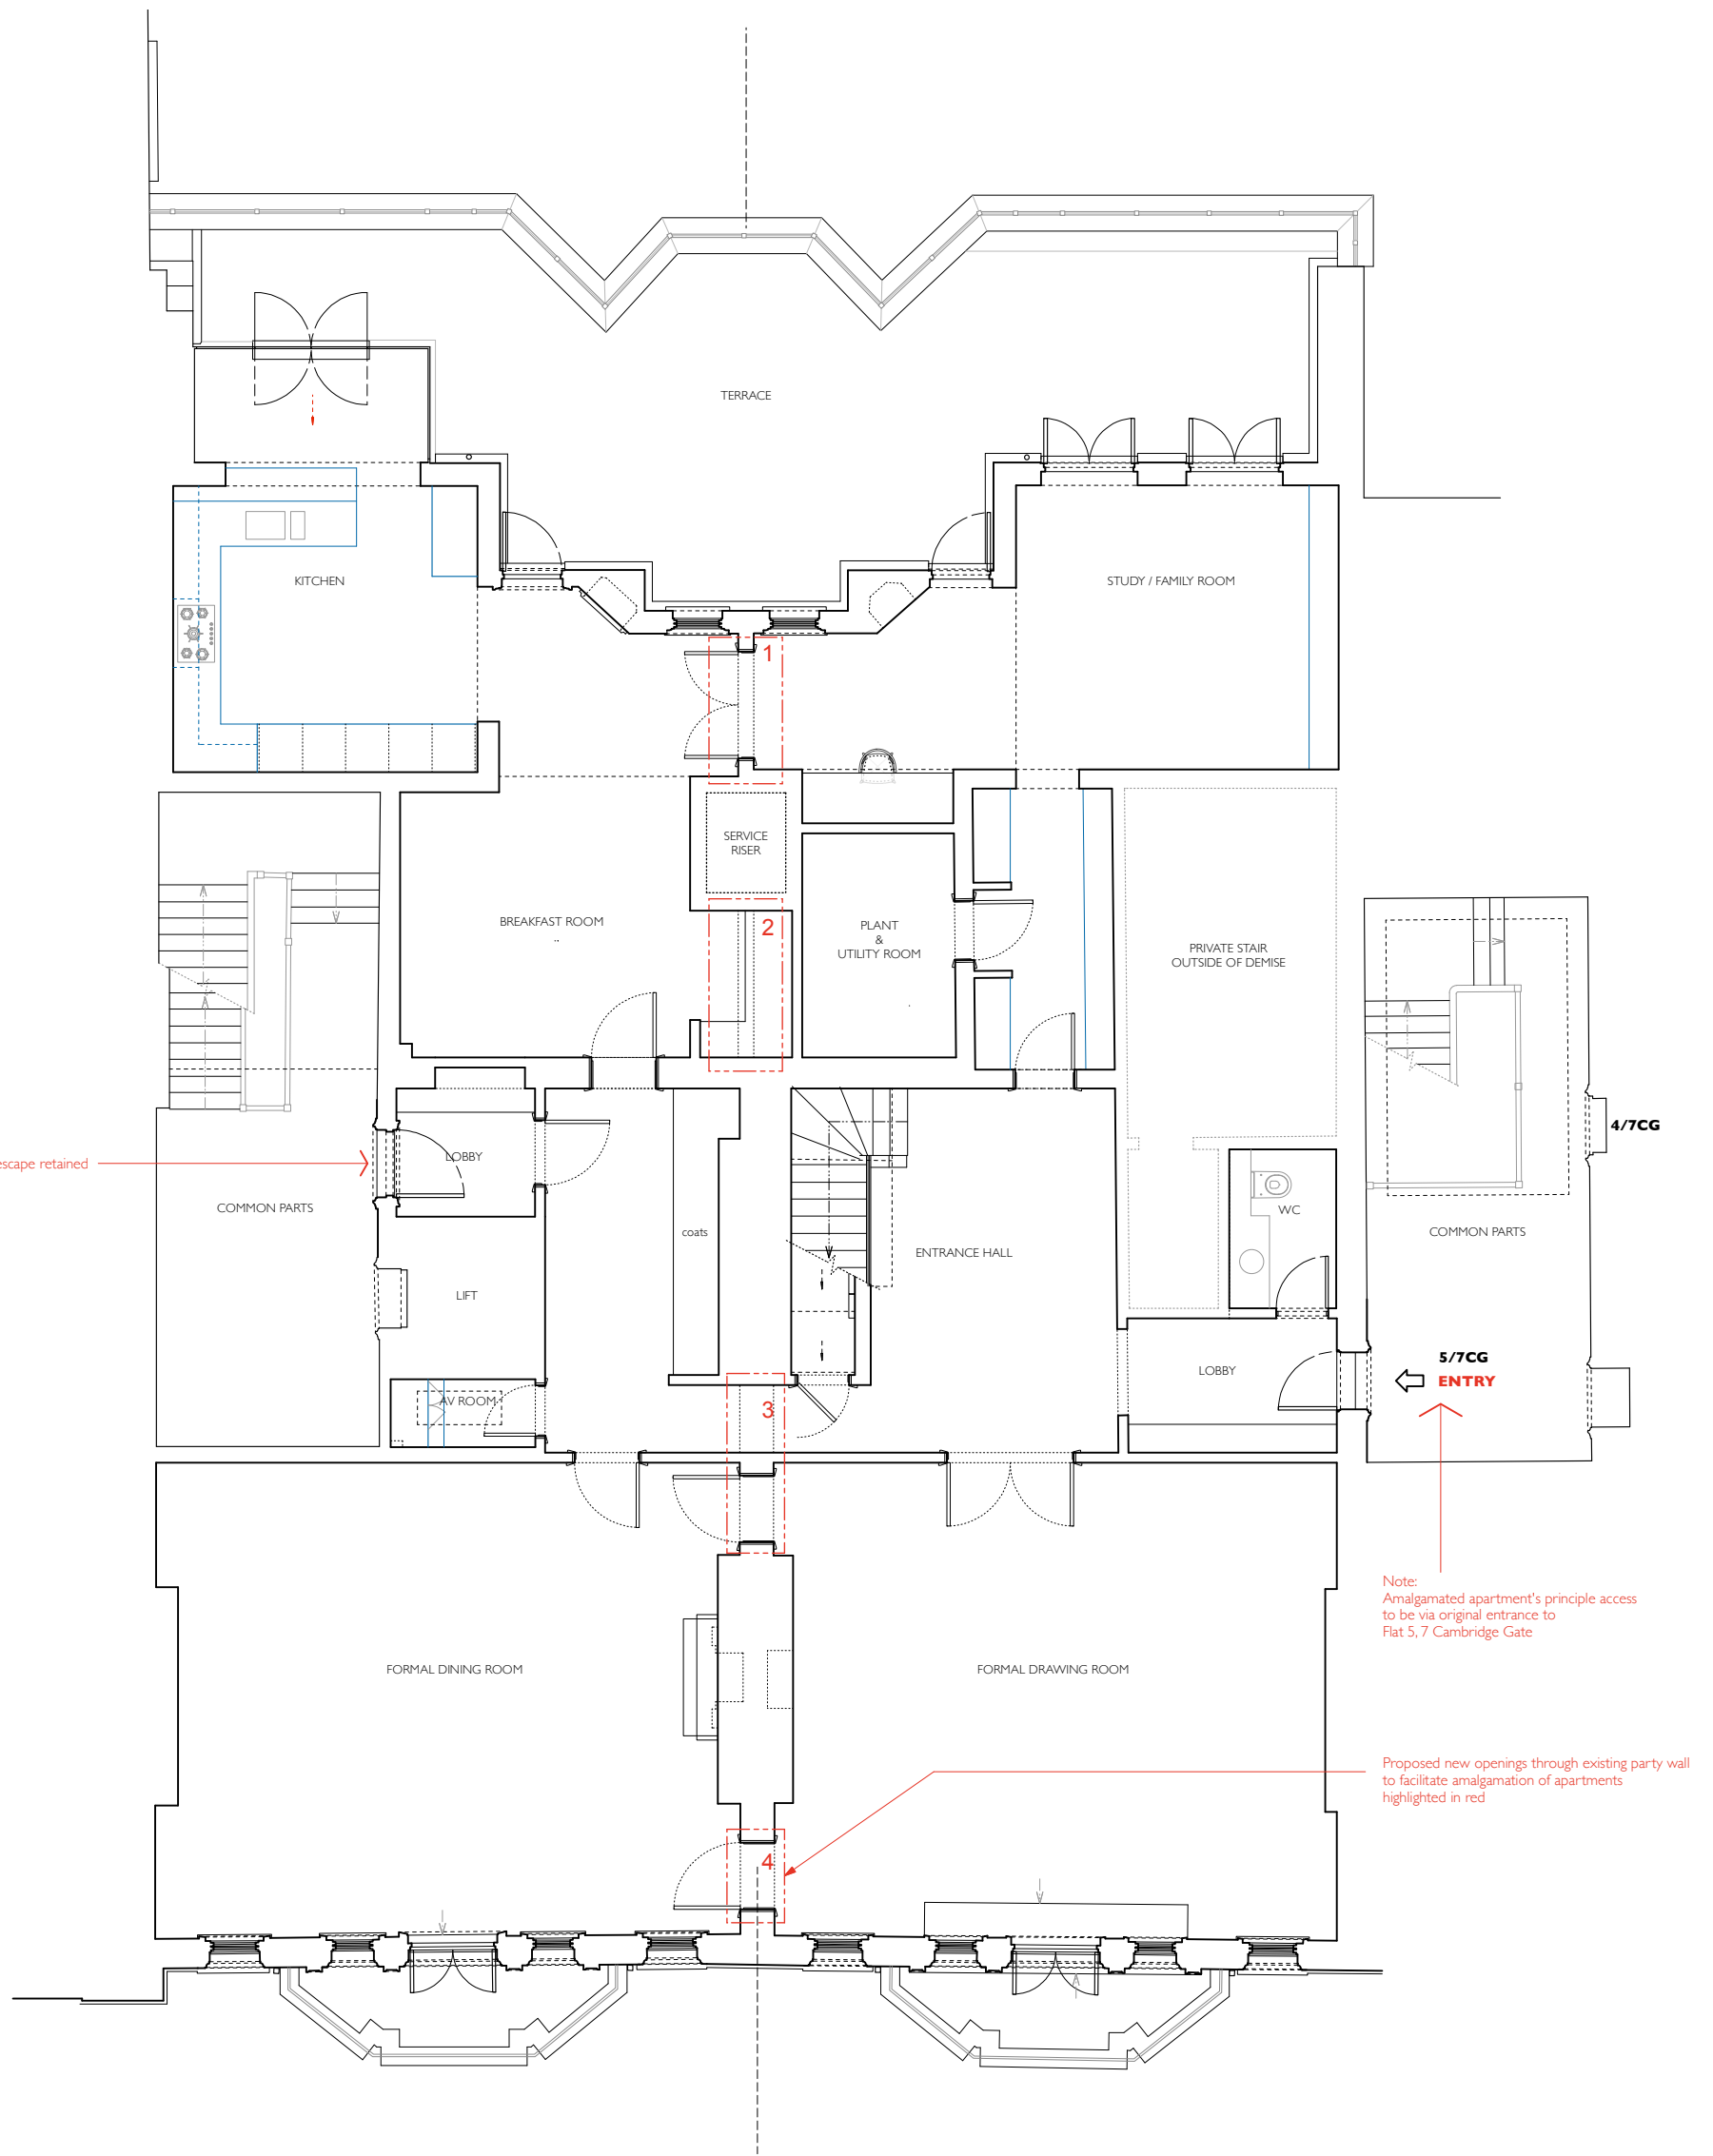 TERRACE
KITCHEN
STUDY / FAMILY ROOM
1
SERVICE
RISER
BREAKFAST ROOM
2
PLANT
&
UTILITY ROOM
PRIVATE STAIR
OUTSIDE OF DEMISE
4/7CG
escape retained
LOBBY
COMMON PARTS
coats
WC
ENTRANCE HALL
COMMON PARTS
LIFT
LOBBY
5/7CG
ENTRY
AV ROOM
3
Note:
Amalgamated apartment's principle access
to be via original entrance to
Flat 5, 7 Cambridge Gate
FORMAL DINING ROOM
FORMAL DRAWING ROOM
Proposed new openings through existing party wall
to facilitate amalgamation of apartments
highlighted in red
4